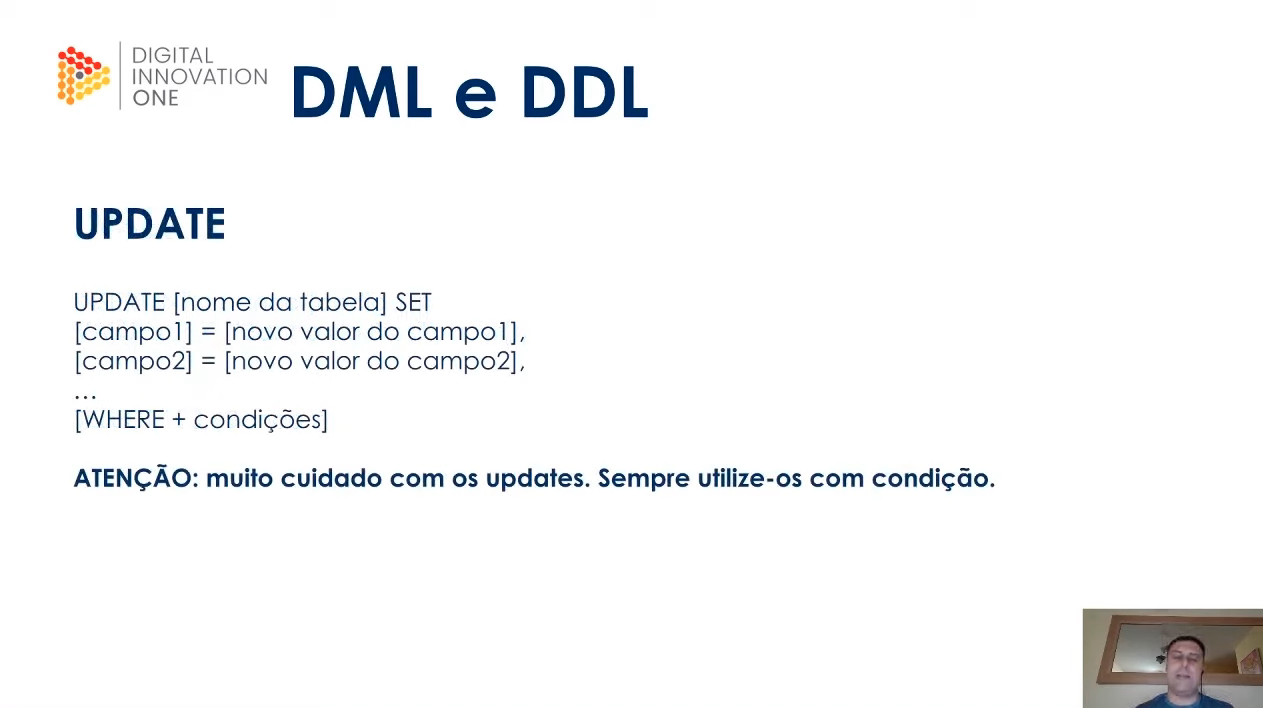 DIGITAL
INNOVATION
ONE
DML e DDL
UPDATE
UPDATE [nome da tabela] SET
[campo1] = [novo valor do campo1],
[campo2] = [novo valor do campo2],
…
[WHERE + condições]
ATENÇÃO: muito cuidado com os updates. Sempre utilize-os com condição.